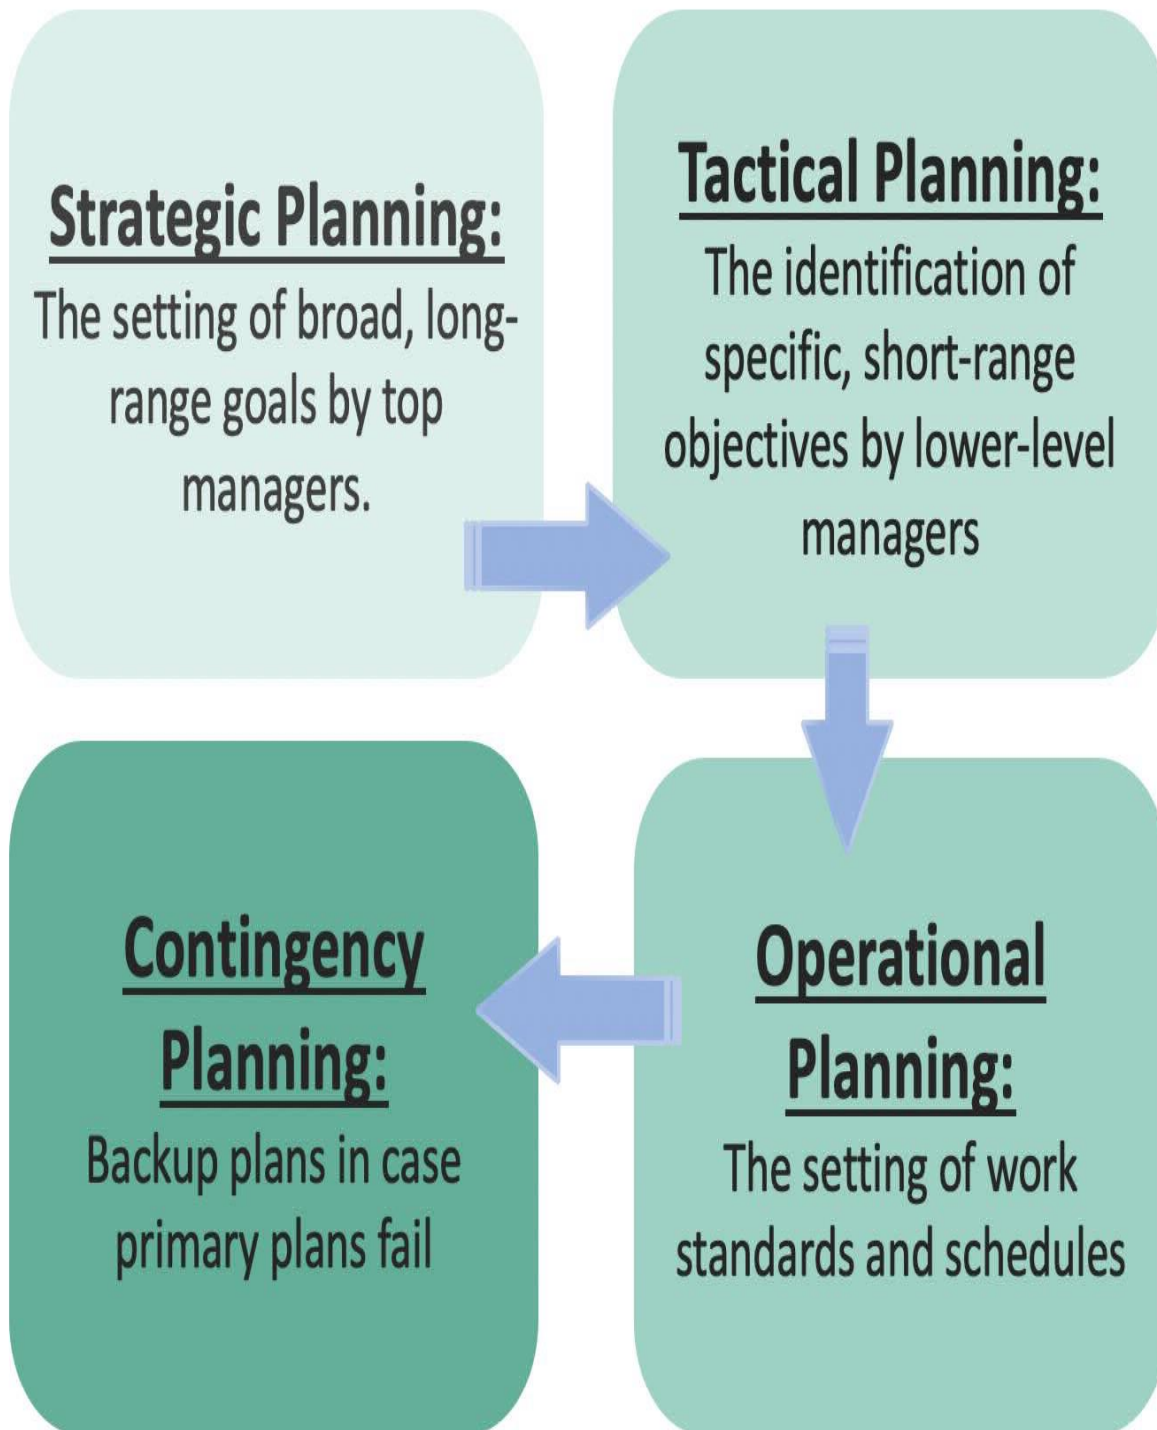 Strategic Planning:
The setting of broad, long-
range goals by top
managers.
Tactical Planning:
The identification of
specific, short-range
objectives by lower-level
managers
Operational
Planning:
The setting of work
standards and schedules
Contingency
Planning:
Backup plans in case
primary plans fail